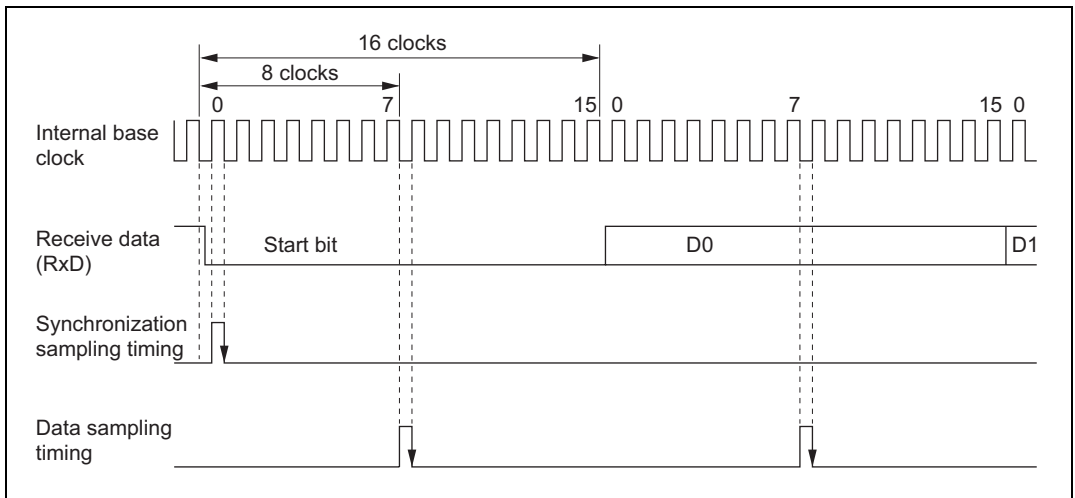 16 clocks
8 clocks
0 7 15 0 7 15 0
Internal base
clock
Receive data
(RxD)
Start bit D0 D1
Synchronization
sampling timing
Data sampling
timing